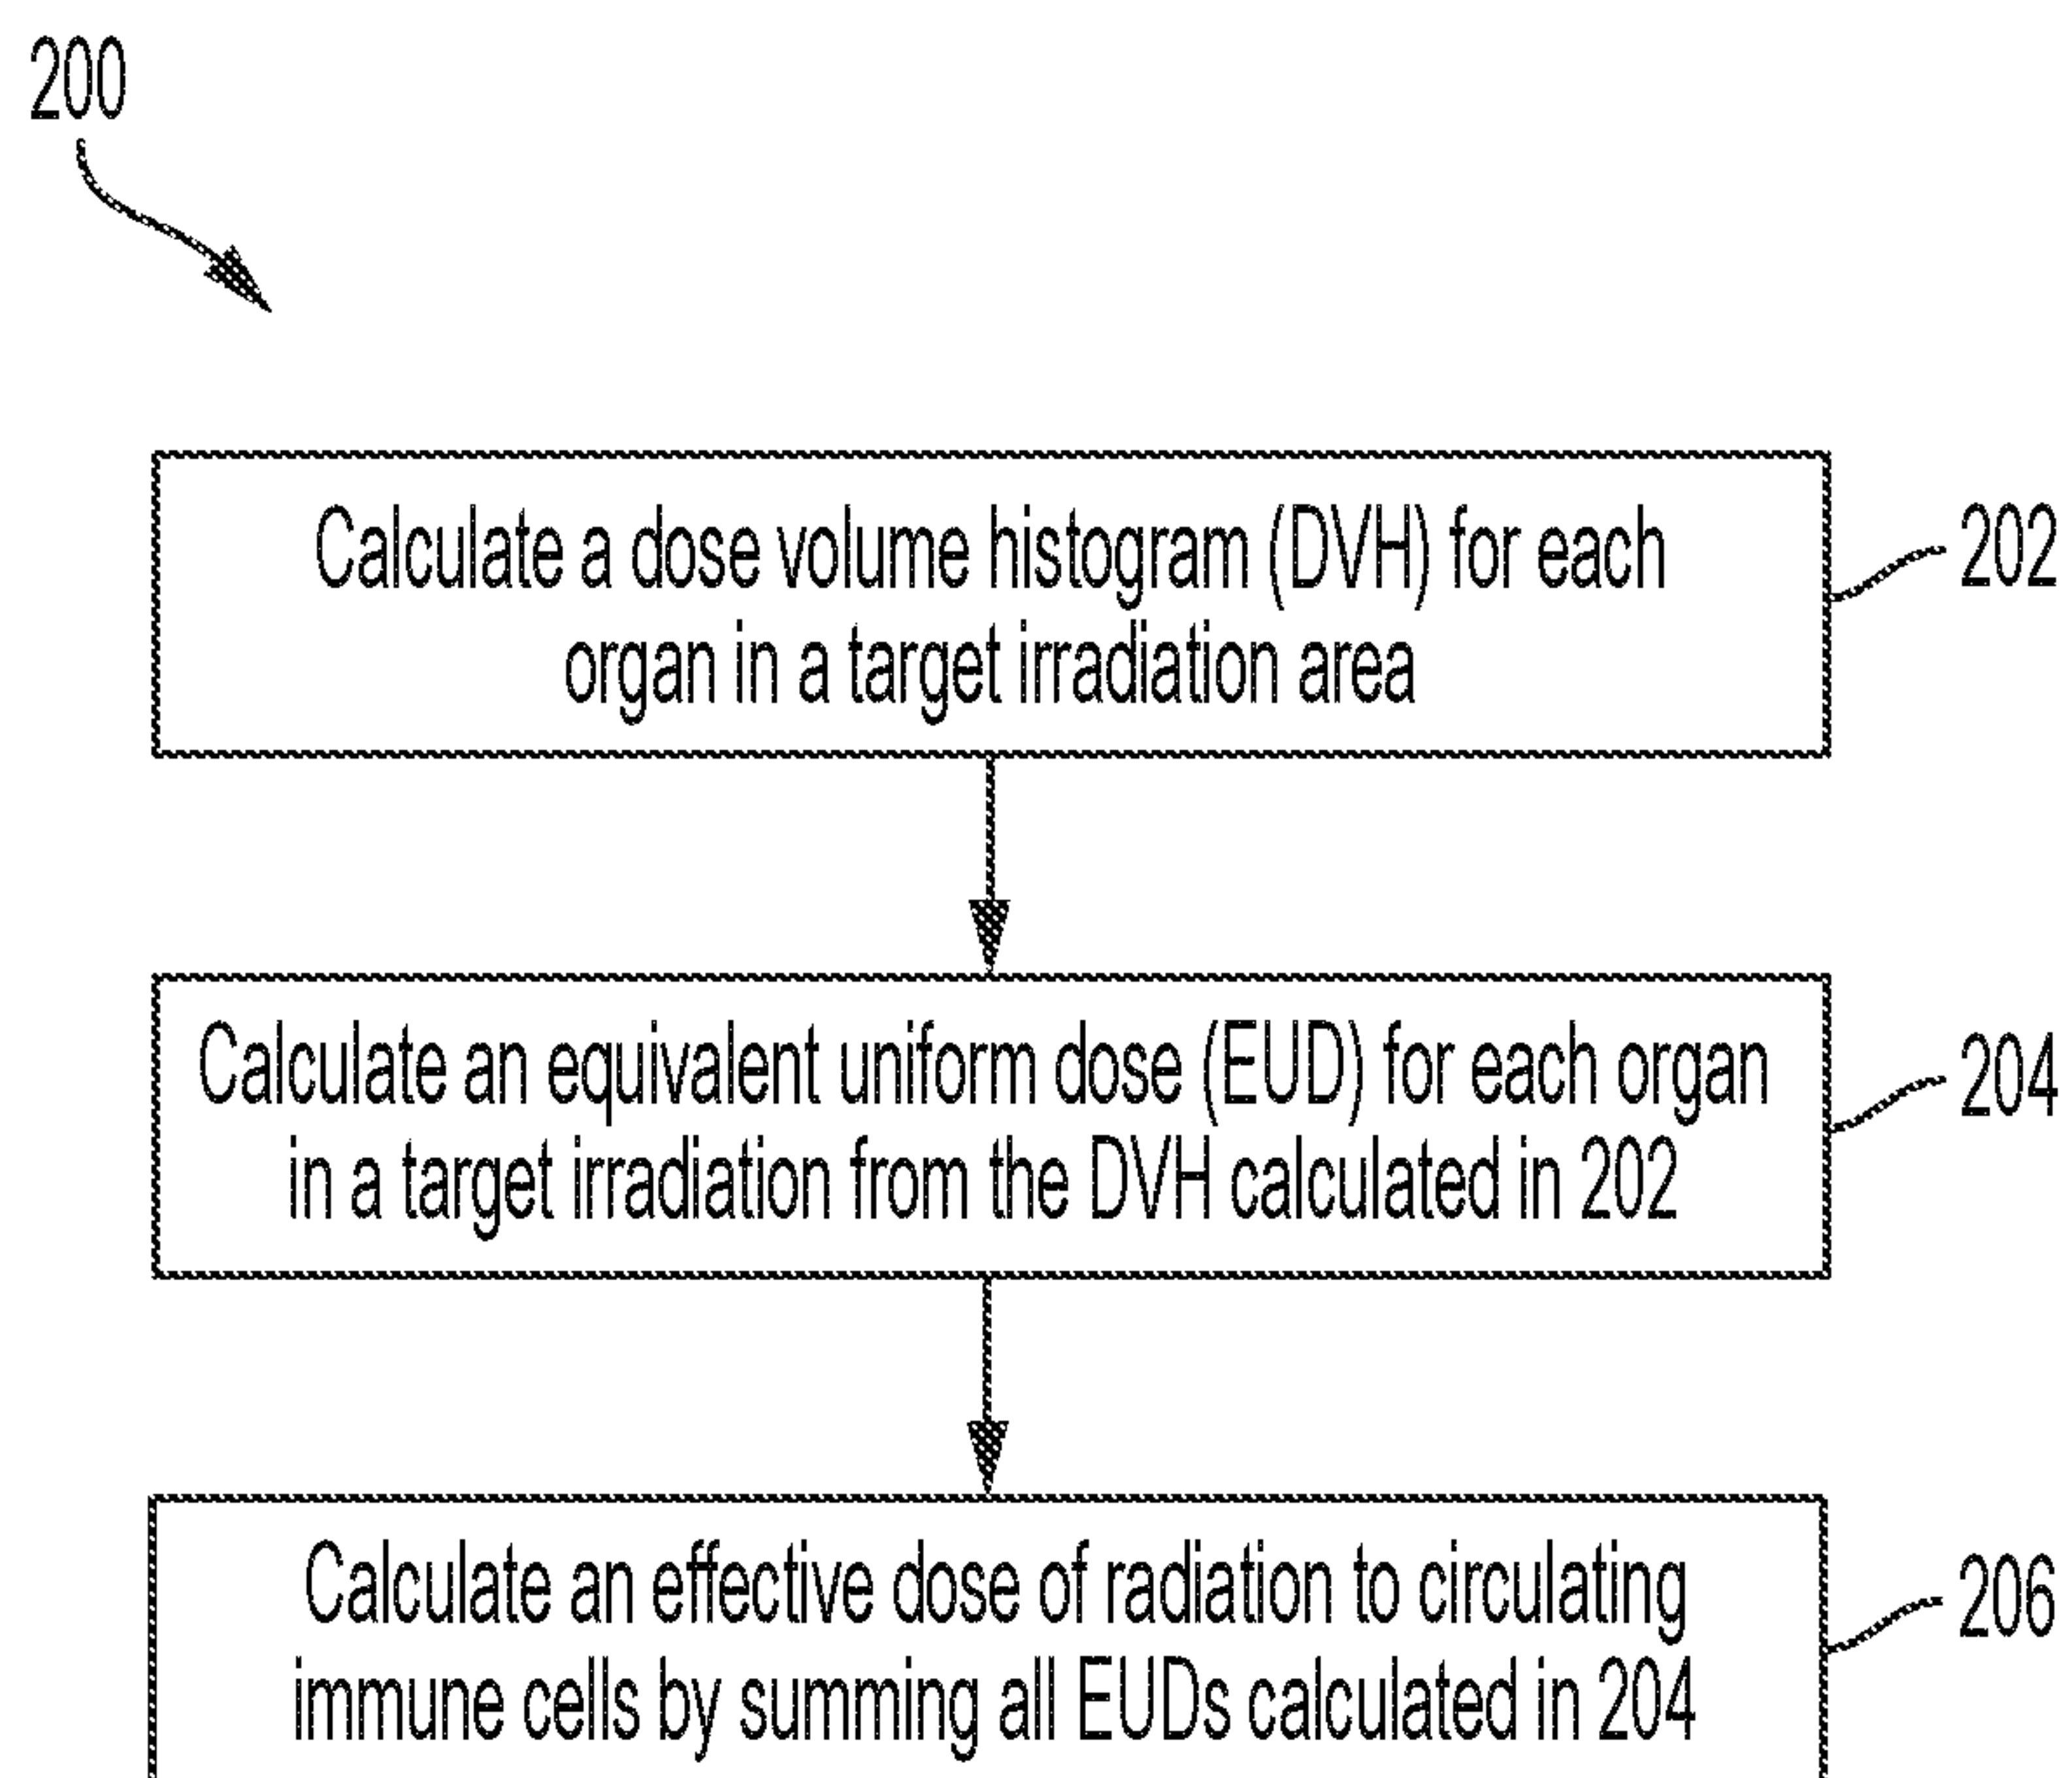 200
Calculate a dose volume histogram (DVH) for each
organ in a target irradiation area
202
Calculate an equivalent uniform dose (EUD) for each organ
in a target irradiation from the DVH calculated in 202
204
Calculate an effective dose of radiation to circulating
immune cells by summing all EUDs calculated in 204
206